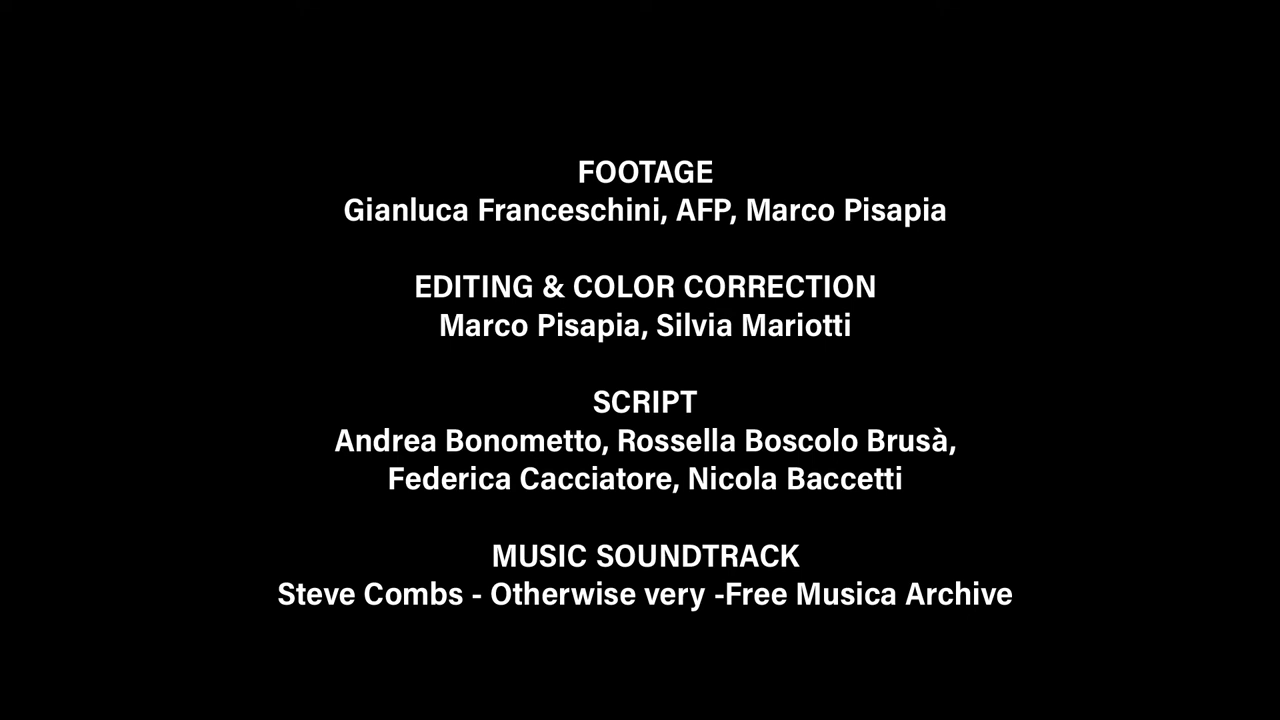 FOOTAGE
Gianluca Franceschini, AFP, Marco Pisapia
EDITING & COLOR CORRECTION
Marco Pisapia, Silvia Mariotti
SCRIPT
Andrea Bonometto, Rossella Boscolo Brusà,
Federica Cacciatore, Nicola Baccetti
MUSIC SOUNDTRACK
Steve Combs - Otherwise very -Free Musica Archive